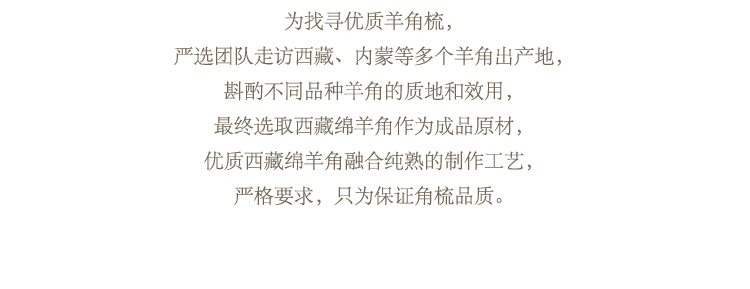 为找寻优质羊角梳，
严选团队走访西藏、内蒙等多个羊角出产地，
斟酌不同品种羊角的质地和效用，
最终选取西藏绵羊角作为成品原材，
优质西藏绵羊角融合纯熟的制作工艺，
严格要求，只为保证角梳品质。